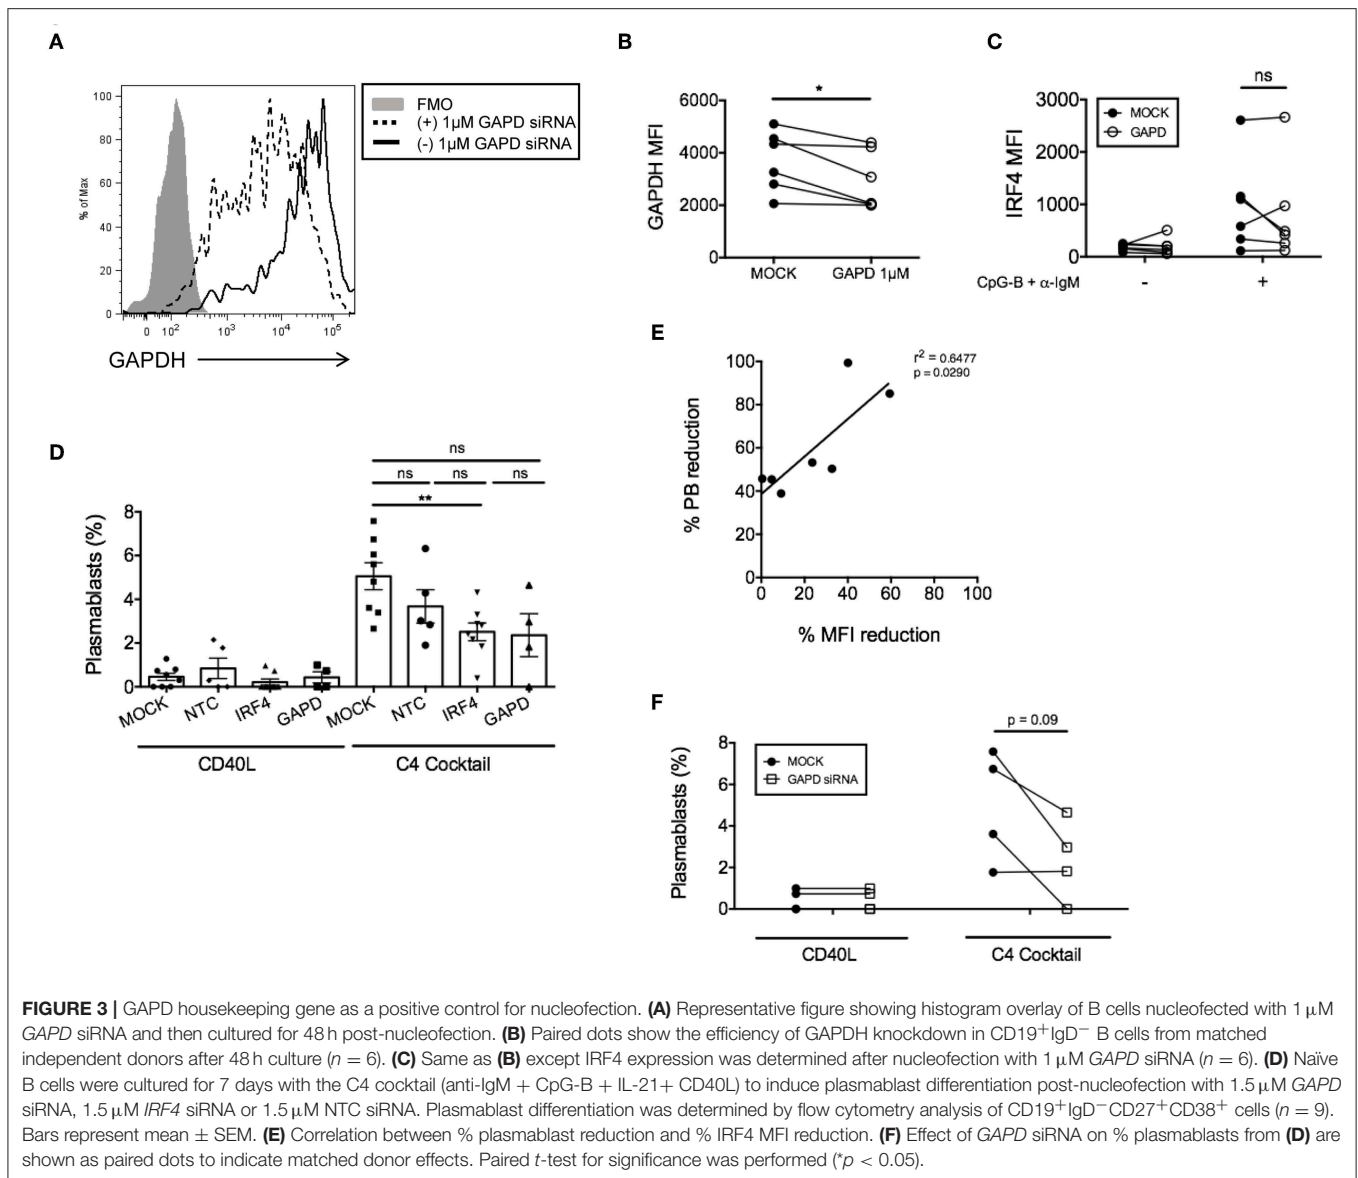 A
100
80
60
40
20
0
% of Max
0 10² 10³ 10⁴ 10⁵
GAPDH
FMO
(+) 1µM GAPD siRNA
(-) 1µM GAPD siRNA
B
*
6000
4000
2000
0
GAPDH MFI
MOCK GAPD 1µM
C
ns
3000
2000
1000
0
IRF4 MFI
MOCK
GAPD
CpG-B + α-IgM - +
D
ns
ns ns ns
**
8
6
4
2
0
Plasmablasts (%)
MOCK NTC IRF4 GAPD MOCK NTC IRF4 GAPD
CD40L C4 Cocktail
E
r² = 0.6477
p = 0.0290
100
80
60
40
20
0
% PB reduction
0 20 40 60 80 100
% MFI reduction
F
p = 0.09
8
6
4
2
0
Plasmablasts (%)
MOCK
GAPD siRNA
CD40L C4 Cocktail
FIGURE 3 | GAPD housekeeping gene as a positive control for nucleofection. (A) Representative figure showing histogram overlay of B cells nucleofected with 1 µM
GAPD siRNA and then cultured for 48 h post-nucleofection. (B) Paired dots show the efficiency of GAPDH knockdown in CD19⁺IgD⁻ B cells from matched
independent donors after 48 h culture (n = 6). (C) Same as (B) except IRF4 expression was determined after nucleofection with 1 µM GAPD siRNA (n = 6). (D) Naïve
B cells were cultured for 7 days with the C4 cocktail (anti-IgM + CpG-B + IL-21+ CD40L) to induce plasmablast differentiation post-nucleofection with 1.5 µM GAPD
siRNA, 1.5 µM IRF4 siRNA or 1.5 µM NTC siRNA. Plasmablast differentiation was determined by flow cytometry analysis of CD19⁺IgD⁻CD27⁺CD38⁺ cells (n = 9).
Bars represent mean ± SEM. (E) Correlation between % plasmablast reduction and % IRF4 MFI reduction. (F) Effect of GAPD siRNA on % plasmablasts from (D) are
shown as paired dots to indicate matched donor effects. Paired t-test for significance was performed (*p < 0.05).